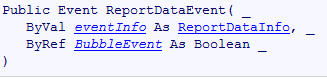 Public Event ReportDataEvent( _
ByVal eventInfo As ReportDataInfo, _
ByRef BubbleEvent As Boolean _
)